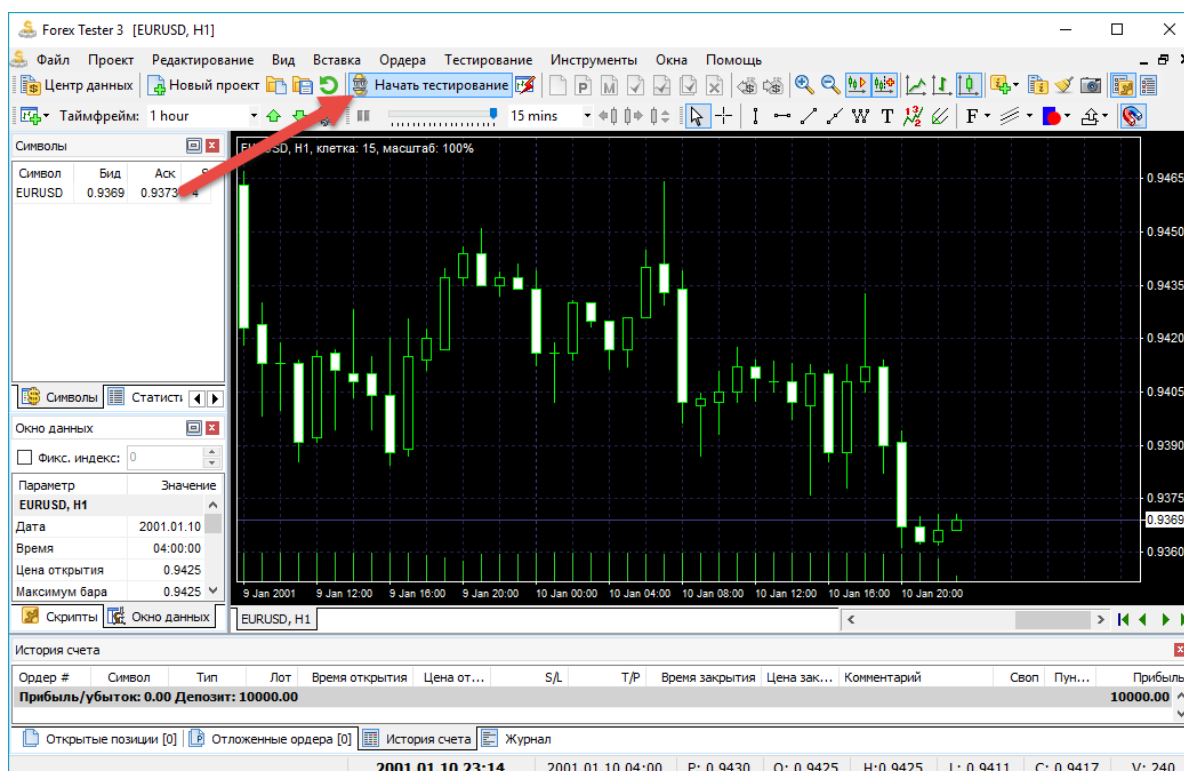 Forex Tester 3 [EURUSD, H1]
Файл Проект Редактирование Вид Вставка Ордера Тестирование Инструменты Окна Помощь
Центр данных Новый проект Начать тестирование
Таймфрейм: 1 hour 15 mins
Символы
EURUSD, H1, клетка: 15, масштаб: 100%
Символ Бид Аск
EURUSD 0.9369 0.9373 4
0.9465
0.9450
0.9435
0.9420
0.9405
0.9390
0.9375
0.9369
0.9360
Символы Статисти
Окно данных
Фикс. индекс: 0
Параметр Значение
EURUSD, H1
Дата 2001.01.10
Время 04:00:00
Цена открытия 0.9425
Максимум бара 0.9425
9 Jan 2001 9 Jan 12:00 9 Jan 16:00 9 Jan 20:00 10 Jan 00:00 10 Jan 04:00 10 Jan 08:00 10 Jan 12:00 10 Jan 16:00 10 Jan 20:00
Скрипты Окно данных
EURUSD, H1
История счета
Ордер # Символ Тип Лот Время открытия Цена от... S/L T/P Время закрытия Цена зак... Комментарий Своп Пун... Прибыль
Прибыль/убыток: 0.00 Депозит: 10000.00 10000.00
Открытые позиции [0] Отложенные ордера [0] История счета Журнал
2001.01.10 23:14 2001.01.10 04:00 P: 0.9430 O: 0.9425 H:0.9425 L: 0.9411 C: 0.9417 V: 240